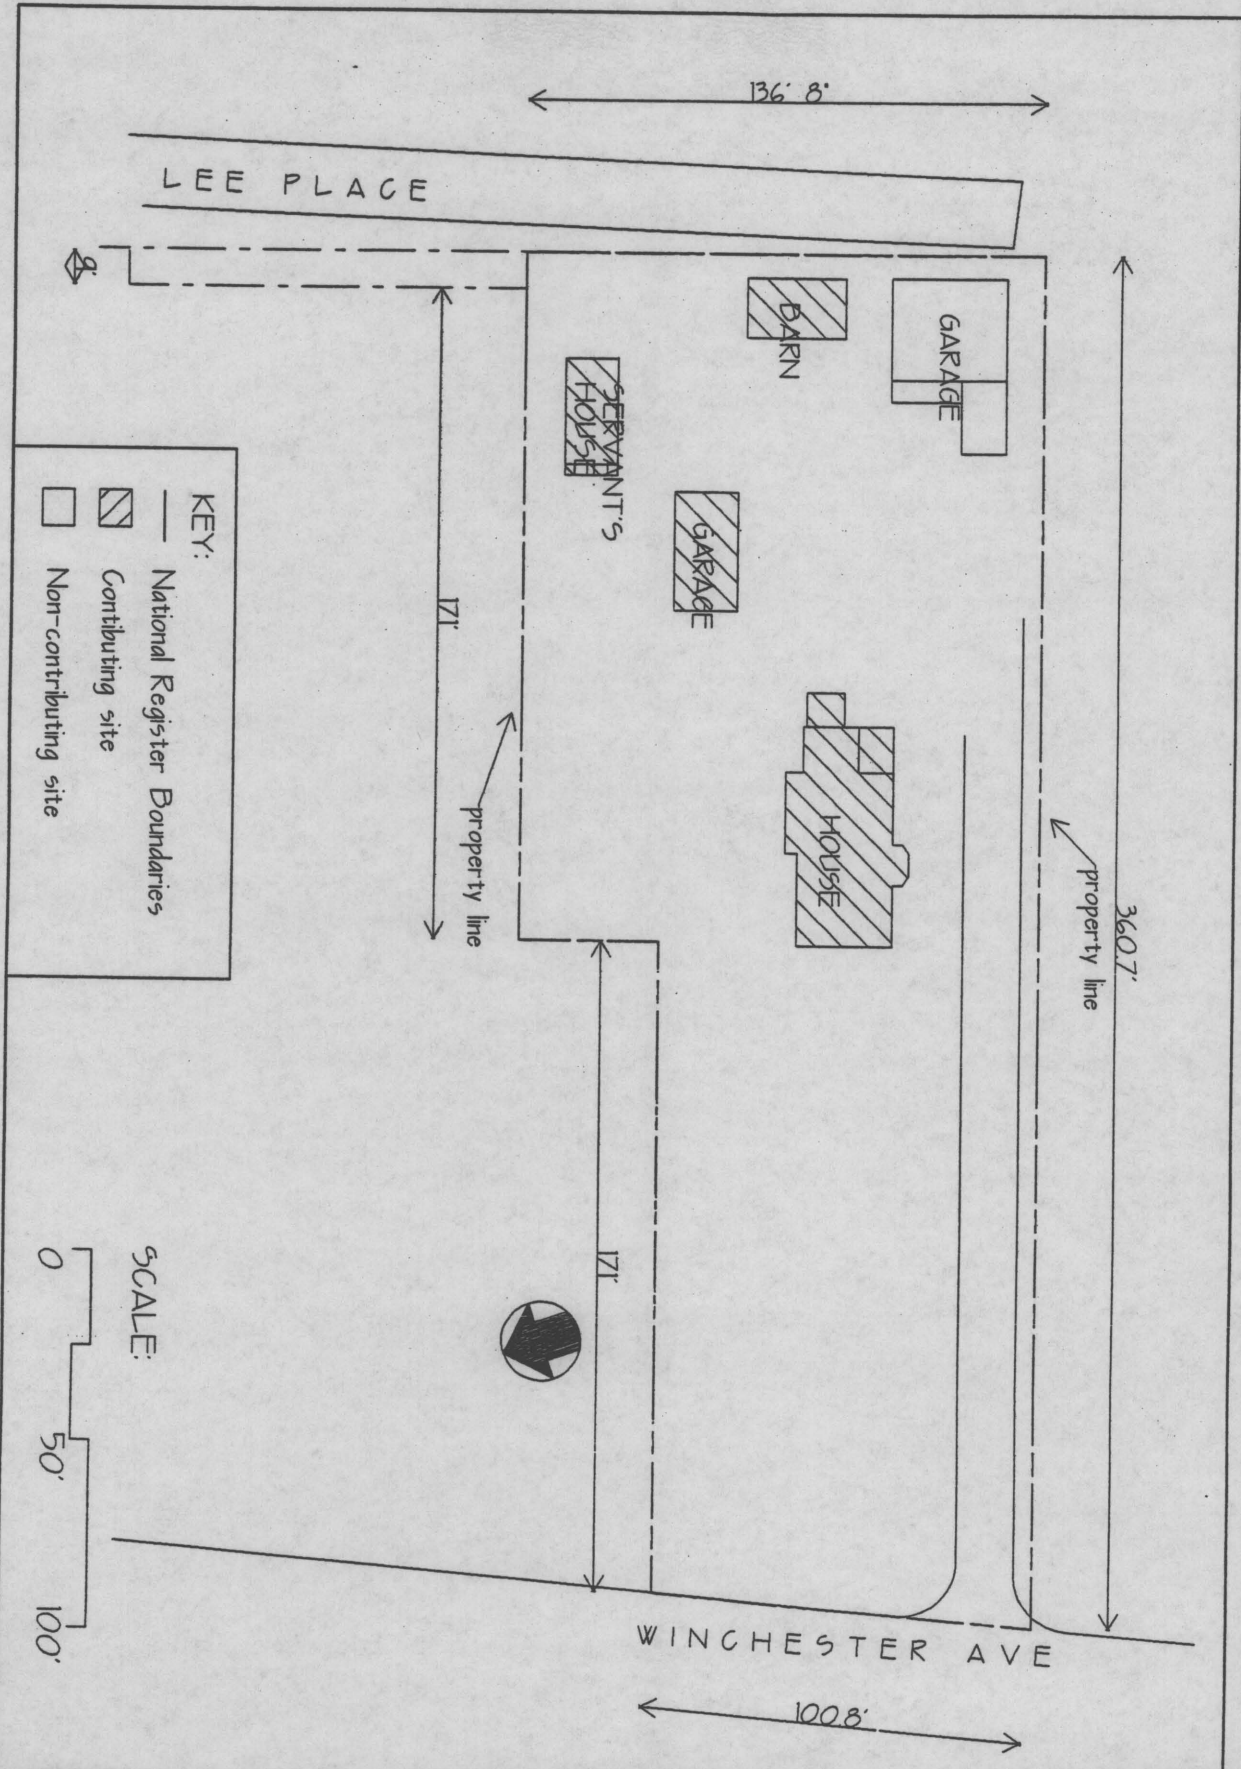 136' 8"
LEE PLACE
9'
BARN
GARAGE
SERVANT'S
HOUSE
GARAGE
171'
property line
HOUSE
property line
360.7'
KEY:
National Register Boundaries
Contibuting site
Non-contributing site
171'
SCALE:
0
50'
100'
WINCHESTER AVE
100.8'